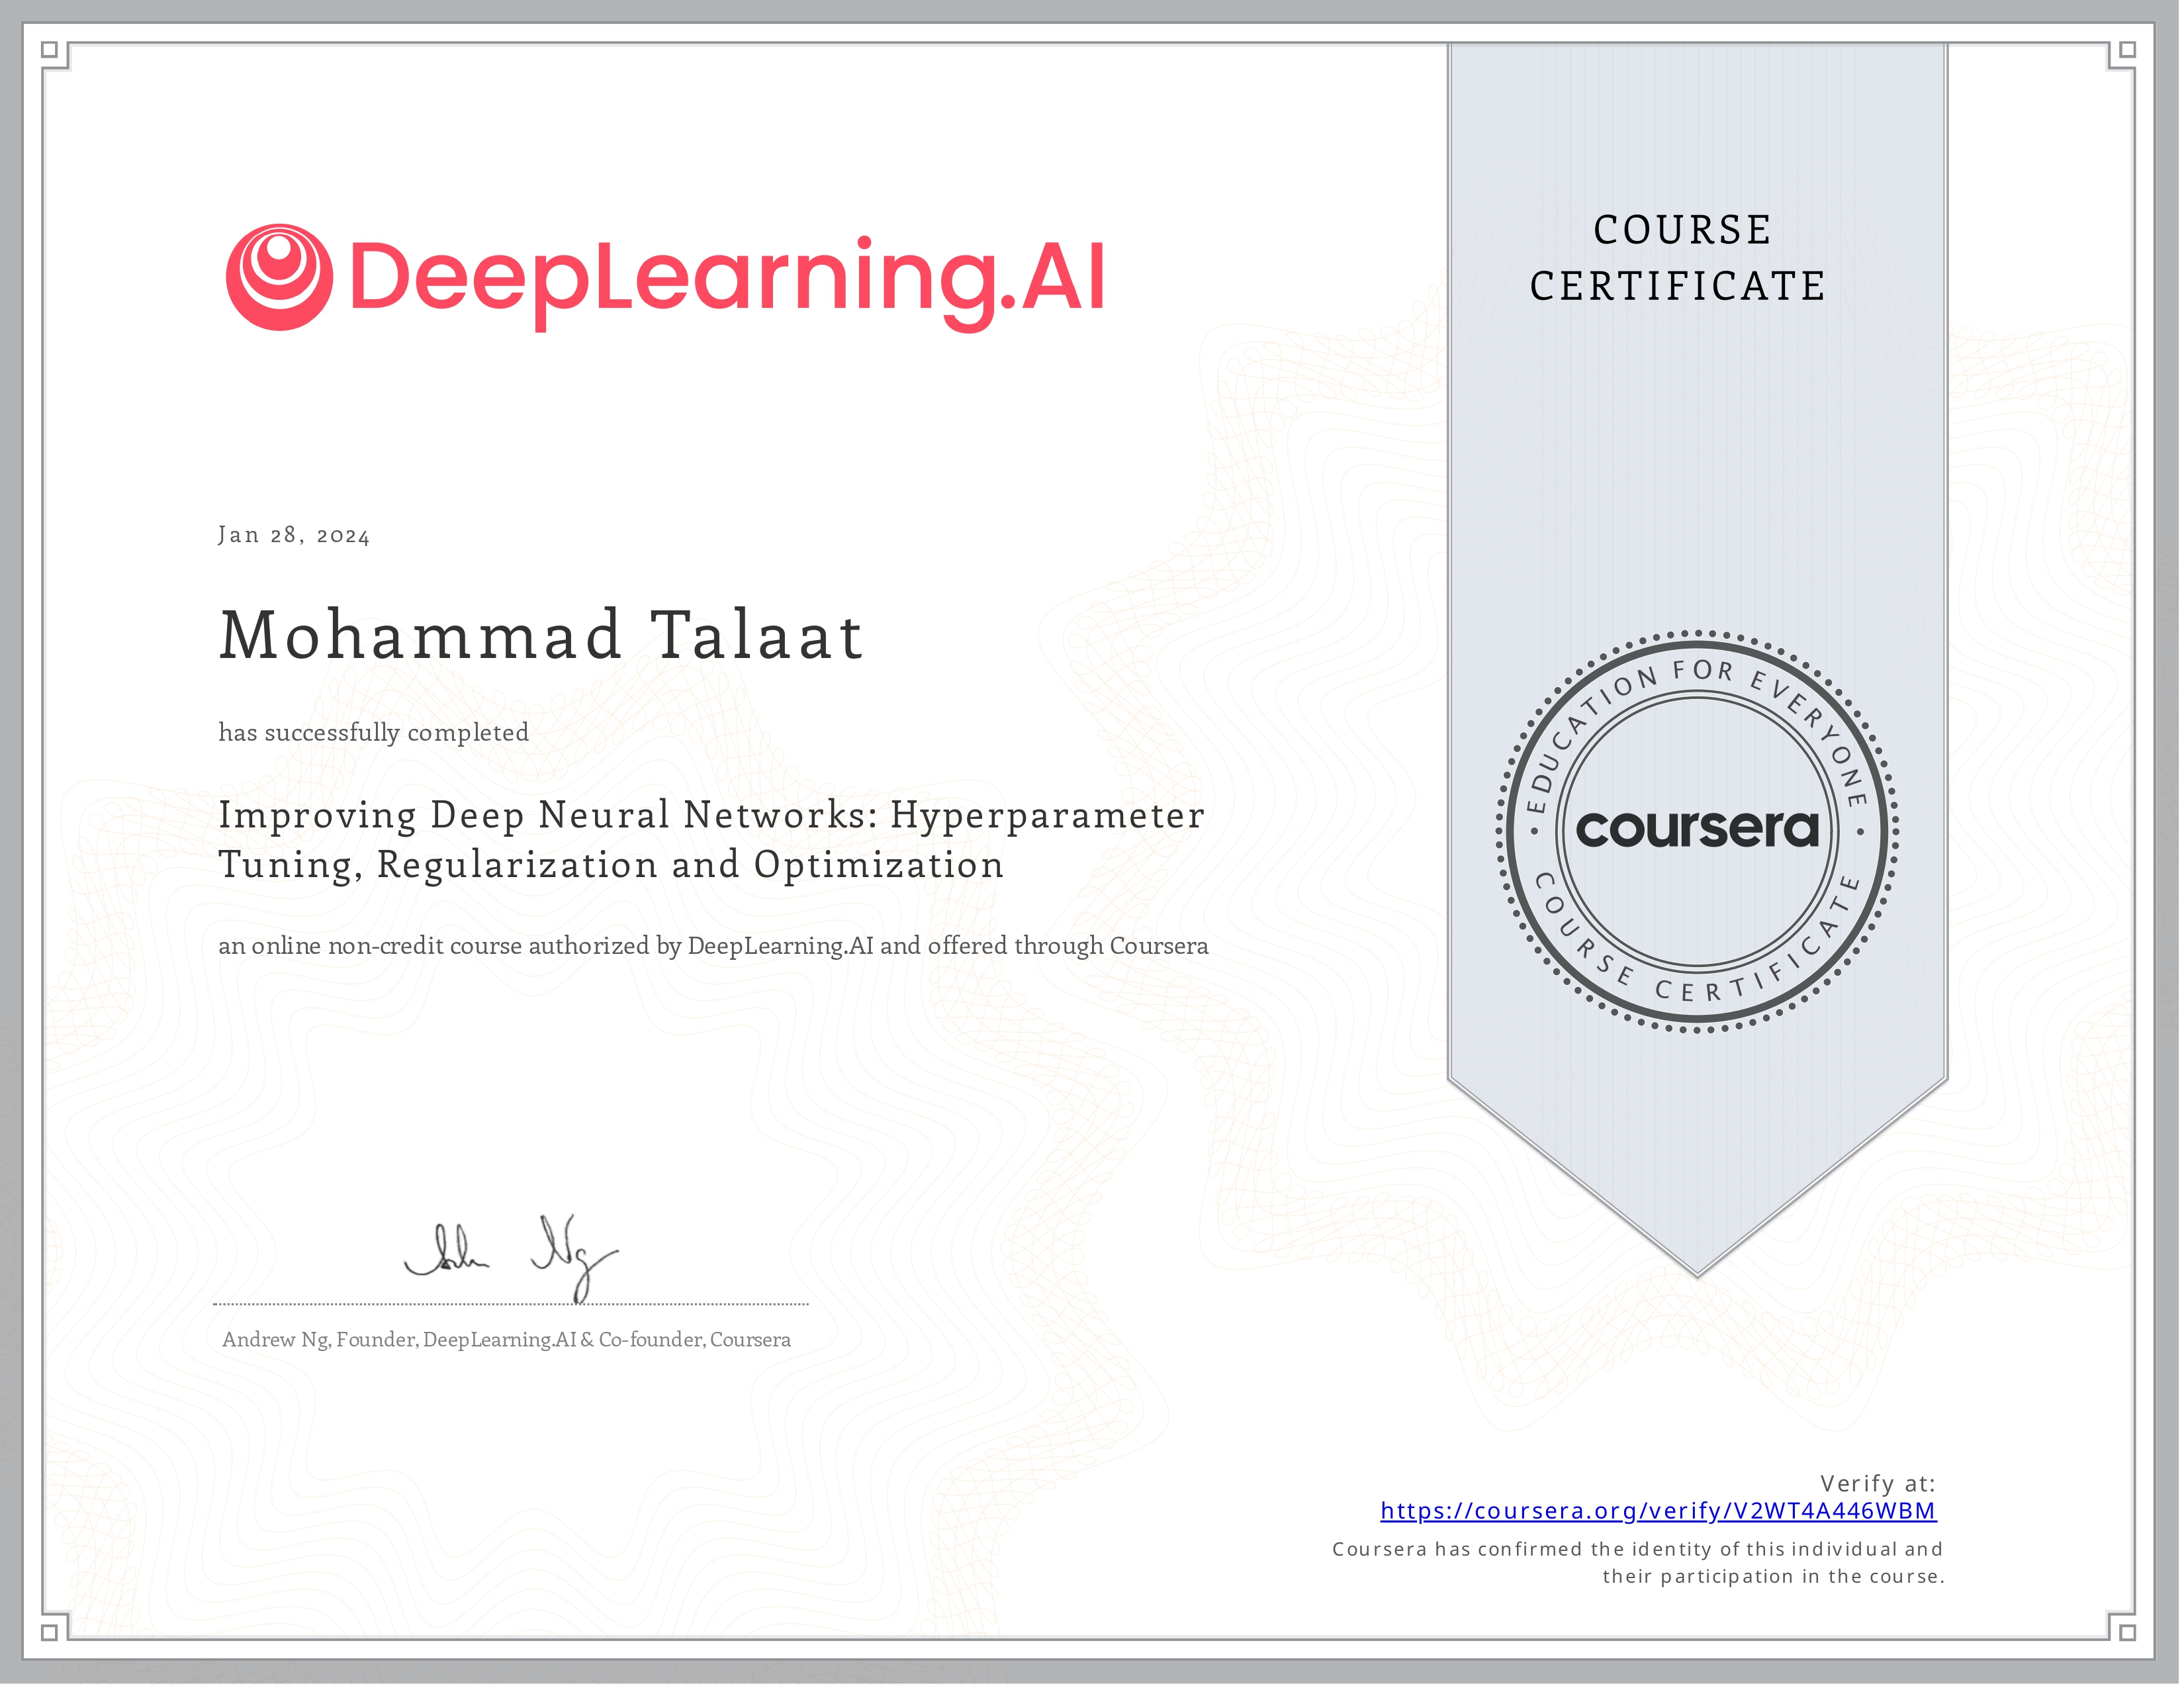 DeepLearning.AI
COURSE
CERTIFICATE
Jan 28, 2024
Mohammad Talaat
has successfully completed
Improving Deep Neural Networks: Hyperparameter
Tuning, Regularization and Optimization
an online non-credit course authorized by DeepLearning.AI and offered through Coursera
EDUCATION FOR EVERYONE
coursera
COURSE CERTIFICATE
Andrew Ng, Founder, DeepLearning.AI & Co-founder, Coursera
Verify at:
https://coursera.org/verify/V2WT4A446WBM
Coursera has confirmed the identity of this individual and
their participation in the course.